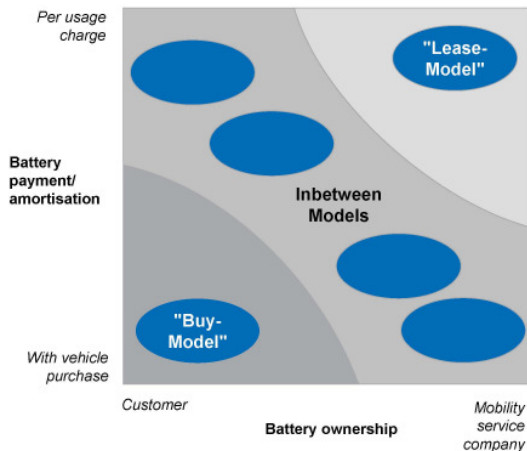 Per usage
charge
"Lease-
Model"
Battery
payment/
amortisation
Inbetween
Models
"Buy-
Model"
With vehicle
purchase
Customer
Battery ownership
Mobility
service
company